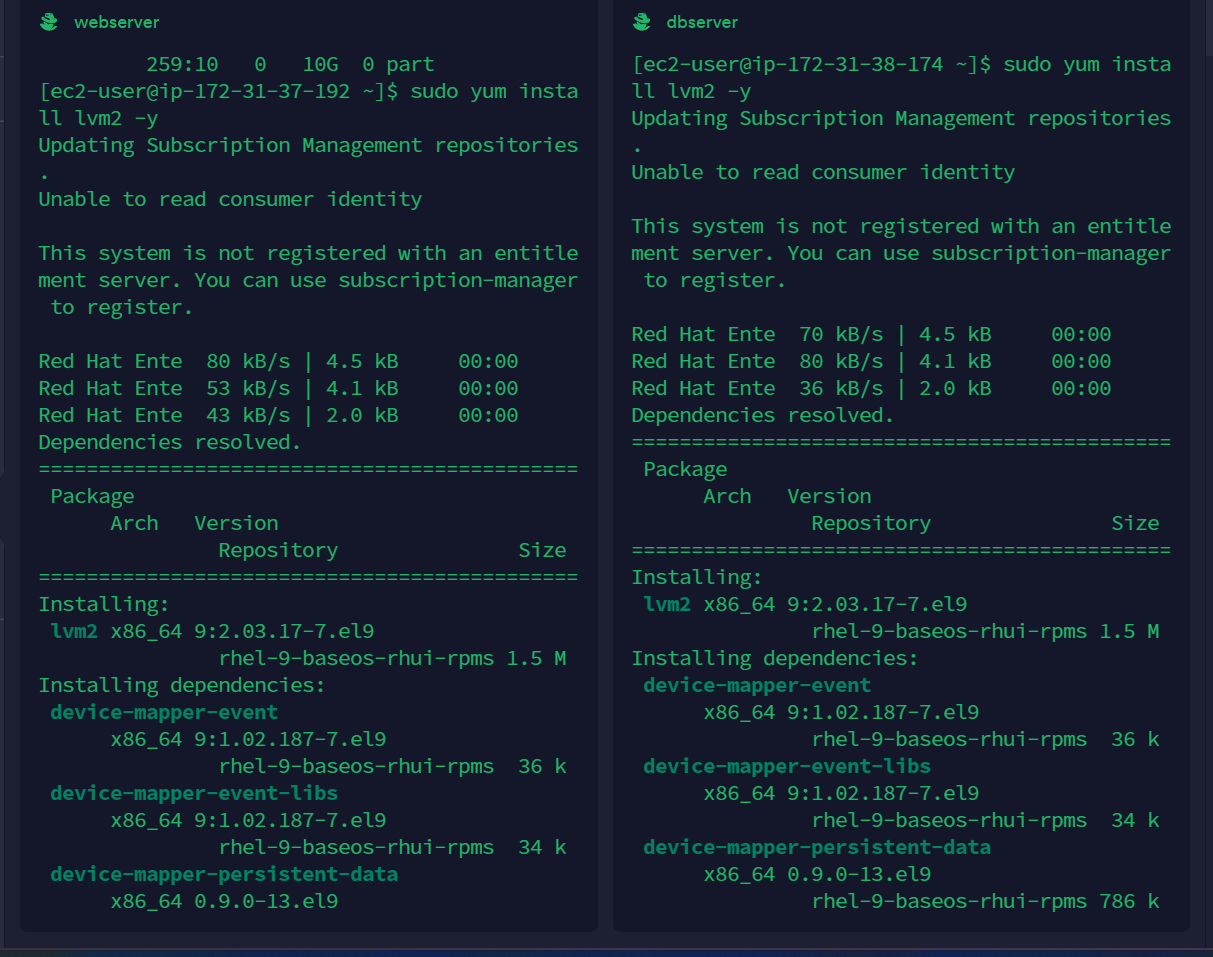 webserver
259:10   0   10G  0 part
[ec2-user@ip-172-31-37-192 ~]$ sudo yum insta
ll lvm2 -y
Updating Subscription Management repositories
.
Unable to read consumer identity
This system is not registered with an entitle
ment server. You can use subscription-manager
 to register.
Red Hat Ente  80 kB/s | 4.5 kB     00:00
Red Hat Ente  53 kB/s | 4.1 kB     00:00
Red Hat Ente  43 kB/s | 2.0 kB     00:00
Dependencies resolved.
=============================================
 Package
      Arch   Version
               Repository               Size
=============================================
Installing:
 lvm2 x86_64 9:2.03.17-7.el9
               rhel-9-baseos-rhui-rpms 1.5 M
Installing dependencies:
 device-mapper-event
      x86_64 9:1.02.187-7.el9
               rhel-9-baseos-rhui-rpms  36 k
 device-mapper-event-libs
      x86_64 9:1.02.187-7.el9
               rhel-9-baseos-rhui-rpms  34 k
 device-mapper-persistent-data
      x86_64 0.9.0-13.el9
dbserver
[ec2-user@ip-172-31-38-174 ~]$ sudo yum insta
ll lvm2 -y
Updating Subscription Management repositories
.
Unable to read consumer identity
This system is not registered with an entitle
ment server. You can use subscription-manager
 to register.
Red Hat Ente  70 kB/s | 4.5 kB     00:00
Red Hat Ente  80 kB/s | 4.1 kB     00:00
Red Hat Ente  36 kB/s | 2.0 kB     00:00
Dependencies resolved.
=============================================
 Package
      Arch   Version
               Repository               Size
=============================================
Installing:
 lvm2 x86_64 9:2.03.17-7.el9
               rhel-9-baseos-rhui-rpms 1.5 M
Installing dependencies:
 device-mapper-event
      x86_64 9:1.02.187-7.el9
               rhel-9-baseos-rhui-rpms  36 k
 device-mapper-event-libs
      x86_64 9:1.02.187-7.el9
               rhel-9-baseos-rhui-rpms  34 k
 device-mapper-persistent-data
      x86_64 0.9.0-13.el9
               rhel-9-baseos-rhui-rpms 786 k